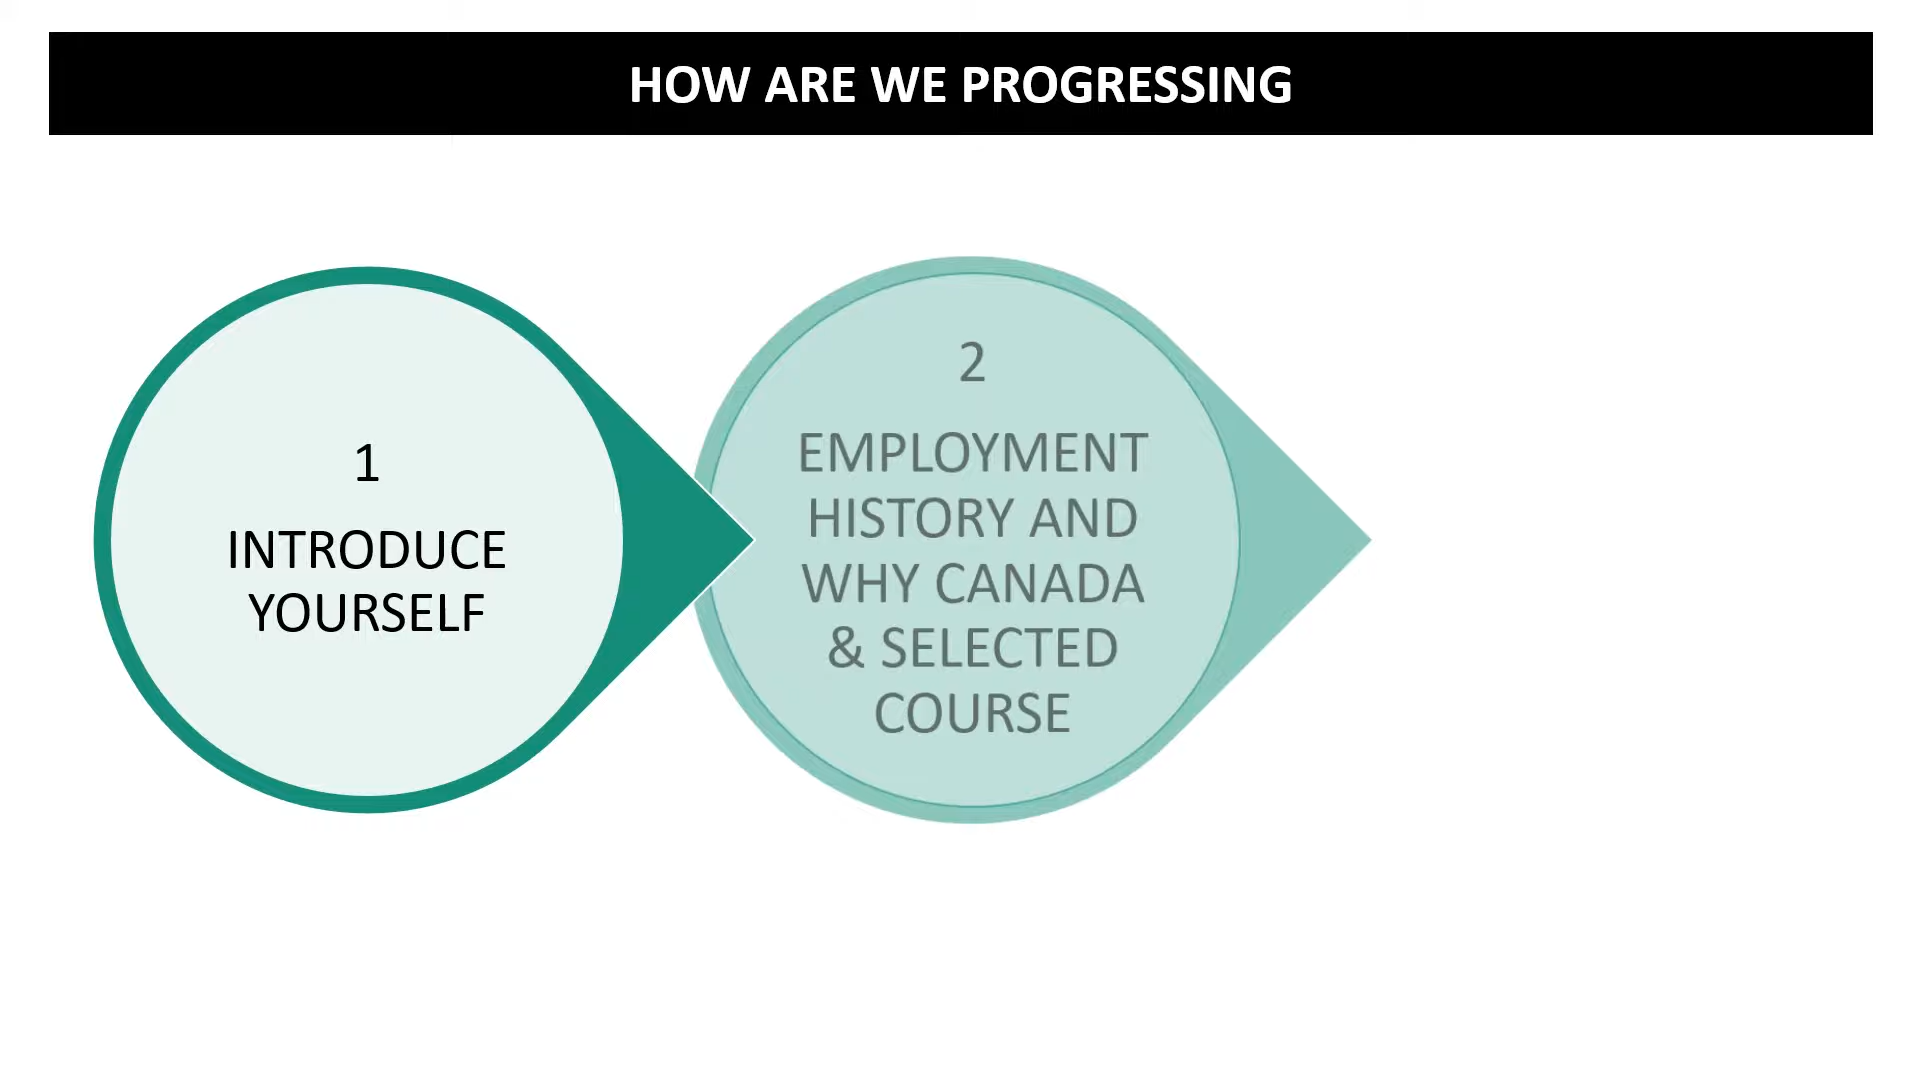 HOW ARE WE PROGRESSING
1
INTRODUCE
YOURSELF
2
EMPLOYMENT
HISTORY AND
WHY CANADA
& SELECTED
COURSE